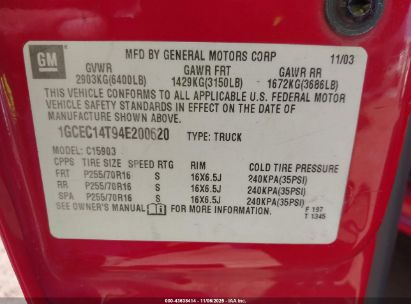 GM
MFD BY GENERAL MOTORS CORP 11/03
GVWR GAWR FRT GAWR RR
2903KG(6400LB) 1429KG(3150LB) 1672KG(3686LB)
THIS VEHICLE CONFORMS TO ALL APPLICABLE U.S. FEDERAL MOTOR
VEHICLE SAFETY STANDARDS IN EFFECT ON THE DATE OF
MANUFACTURE SHOWN ABOVE.
1GCEC14T94E200620 TYPE: TRUCK
MODEL: C15903
CPPS TIRE SIZE SPEED RTG RIM COLD TIRE PRESSURE
FRT P255/70R16 S 16X6.5J 240KPA(35PSI)
RR P255/70R16 S 16X6.5J 240KPA(35PSI)
SPA P255/70R16 S 16X6.5J 240KPA(35PSI)
SEE OWNER'S MANUAL FOR MORE INFORMATION.
F 197
T 1345